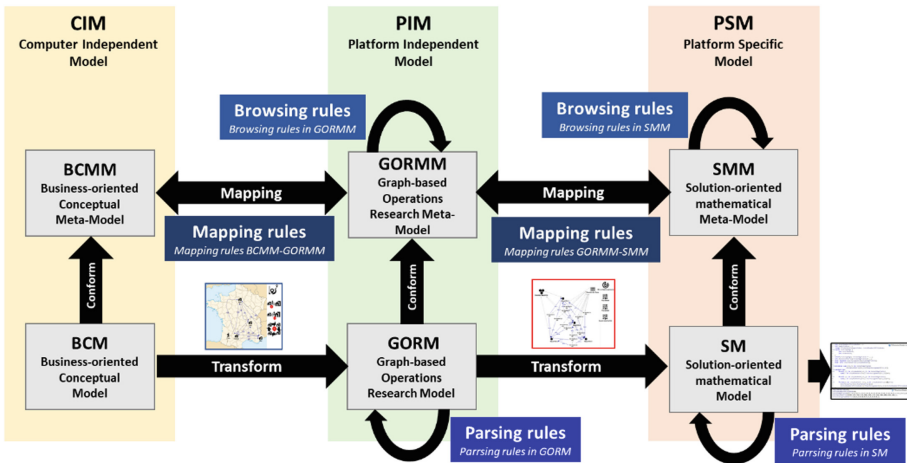 CIM
Computer Independent
Model
PIM
Platform Independent
Model
PSM
Platform Specific
Model
Browsing rules
Browsing rules in GORMM
Browsing rules
Browsing rules in SMM
BCMM
Business-oriented
Conceptual
Meta-Model
Mapping
GORMM
Graph-based
Operations
Research Meta-
Model
Mapping
SMM
Solution-oriented
mathematical
Meta-Model
Mapping rules
Mapping rules BCMM-GORMM
Mapping rules
Mapping rules GORMM-SMM
Conform
Conform
Conform
BCM
Business-oriented
Conceptual
Model
Transform
GORM
Graph-based
Operations
Research Model
Transform
SM
Solution-oriented
mathematical
Model
Parsing rules
Parrsing rules in GORM
Parsing rules
Parrsing rules in SM